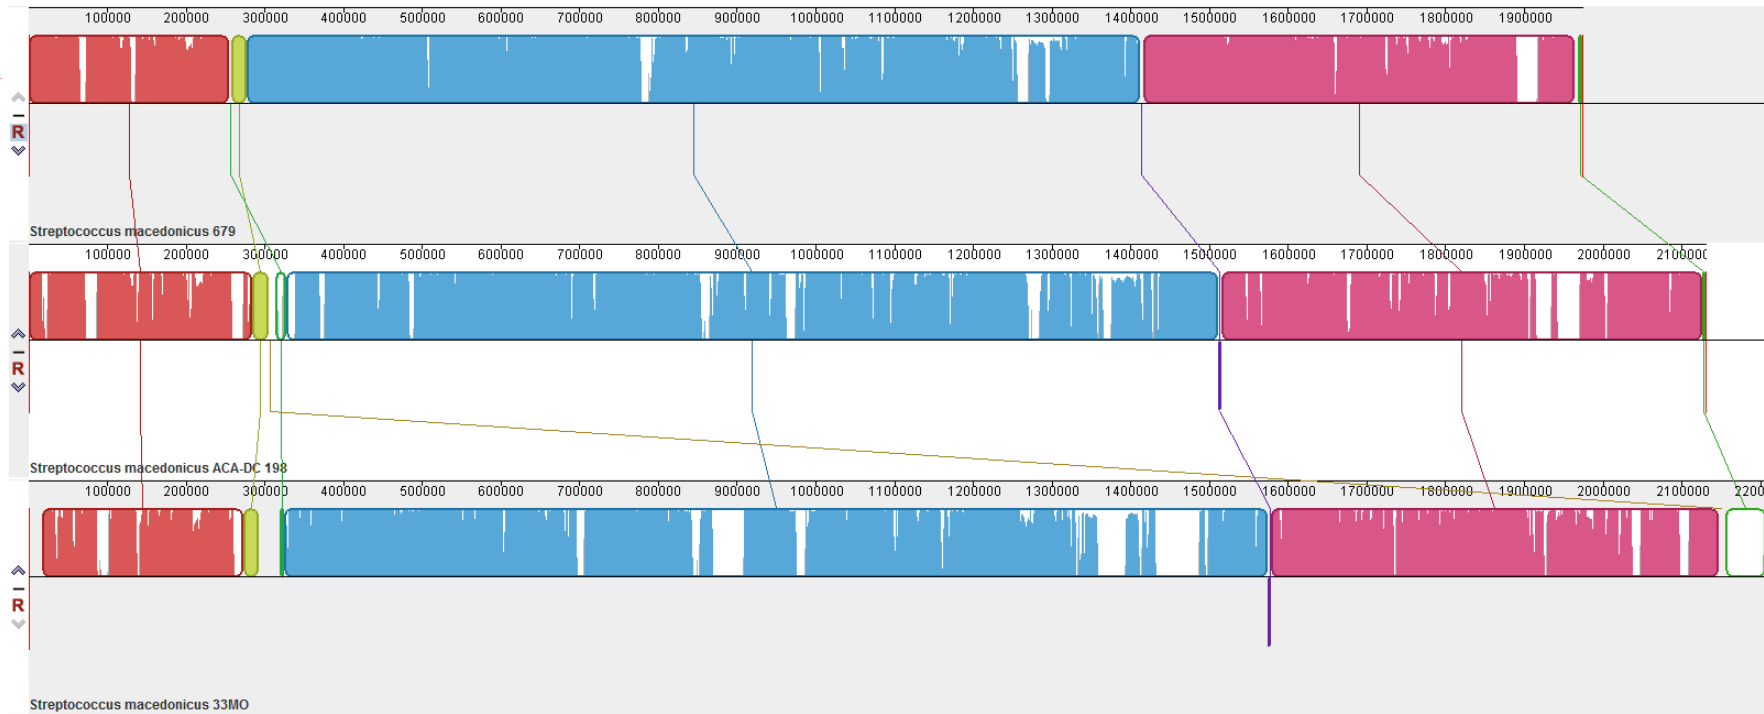 100000 200000 300000 400000 500000 600000 700000 800000 900000 1000000 1100000 1200000 1300000 1400000 1500000 1600000 1700000 1800000 1900000
R
Streptococcus macedonicus 679
100000 200000 300000 400000 500000 600000 700000 800000 900000 1000000 1100000 1200000 1300000 1400000 1500000 1600000 1700000 1800000 1900000 2000000
R
Streptococcus macedonicus ACA-DC 198
100000 200000 300000 400000 500000 600000 700000 800000 900000 1000000 1100000 1200000 1300000 1400000 1500000 1600000 1700000 1800000 1900000 2000000 2100000
R
Streptococcus macedonicus 33MO